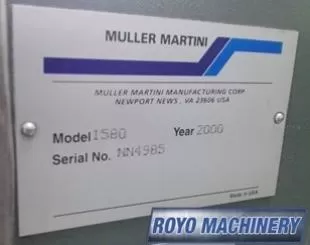 MULLER MARTINI
MULLER MARTINI MANUFACTURING CORP
NEWPORT NEWS, VA 23606 USA
Model 1580 Year 2000
Serial No. NN4985
Made in USA
ROYO MACHINERY